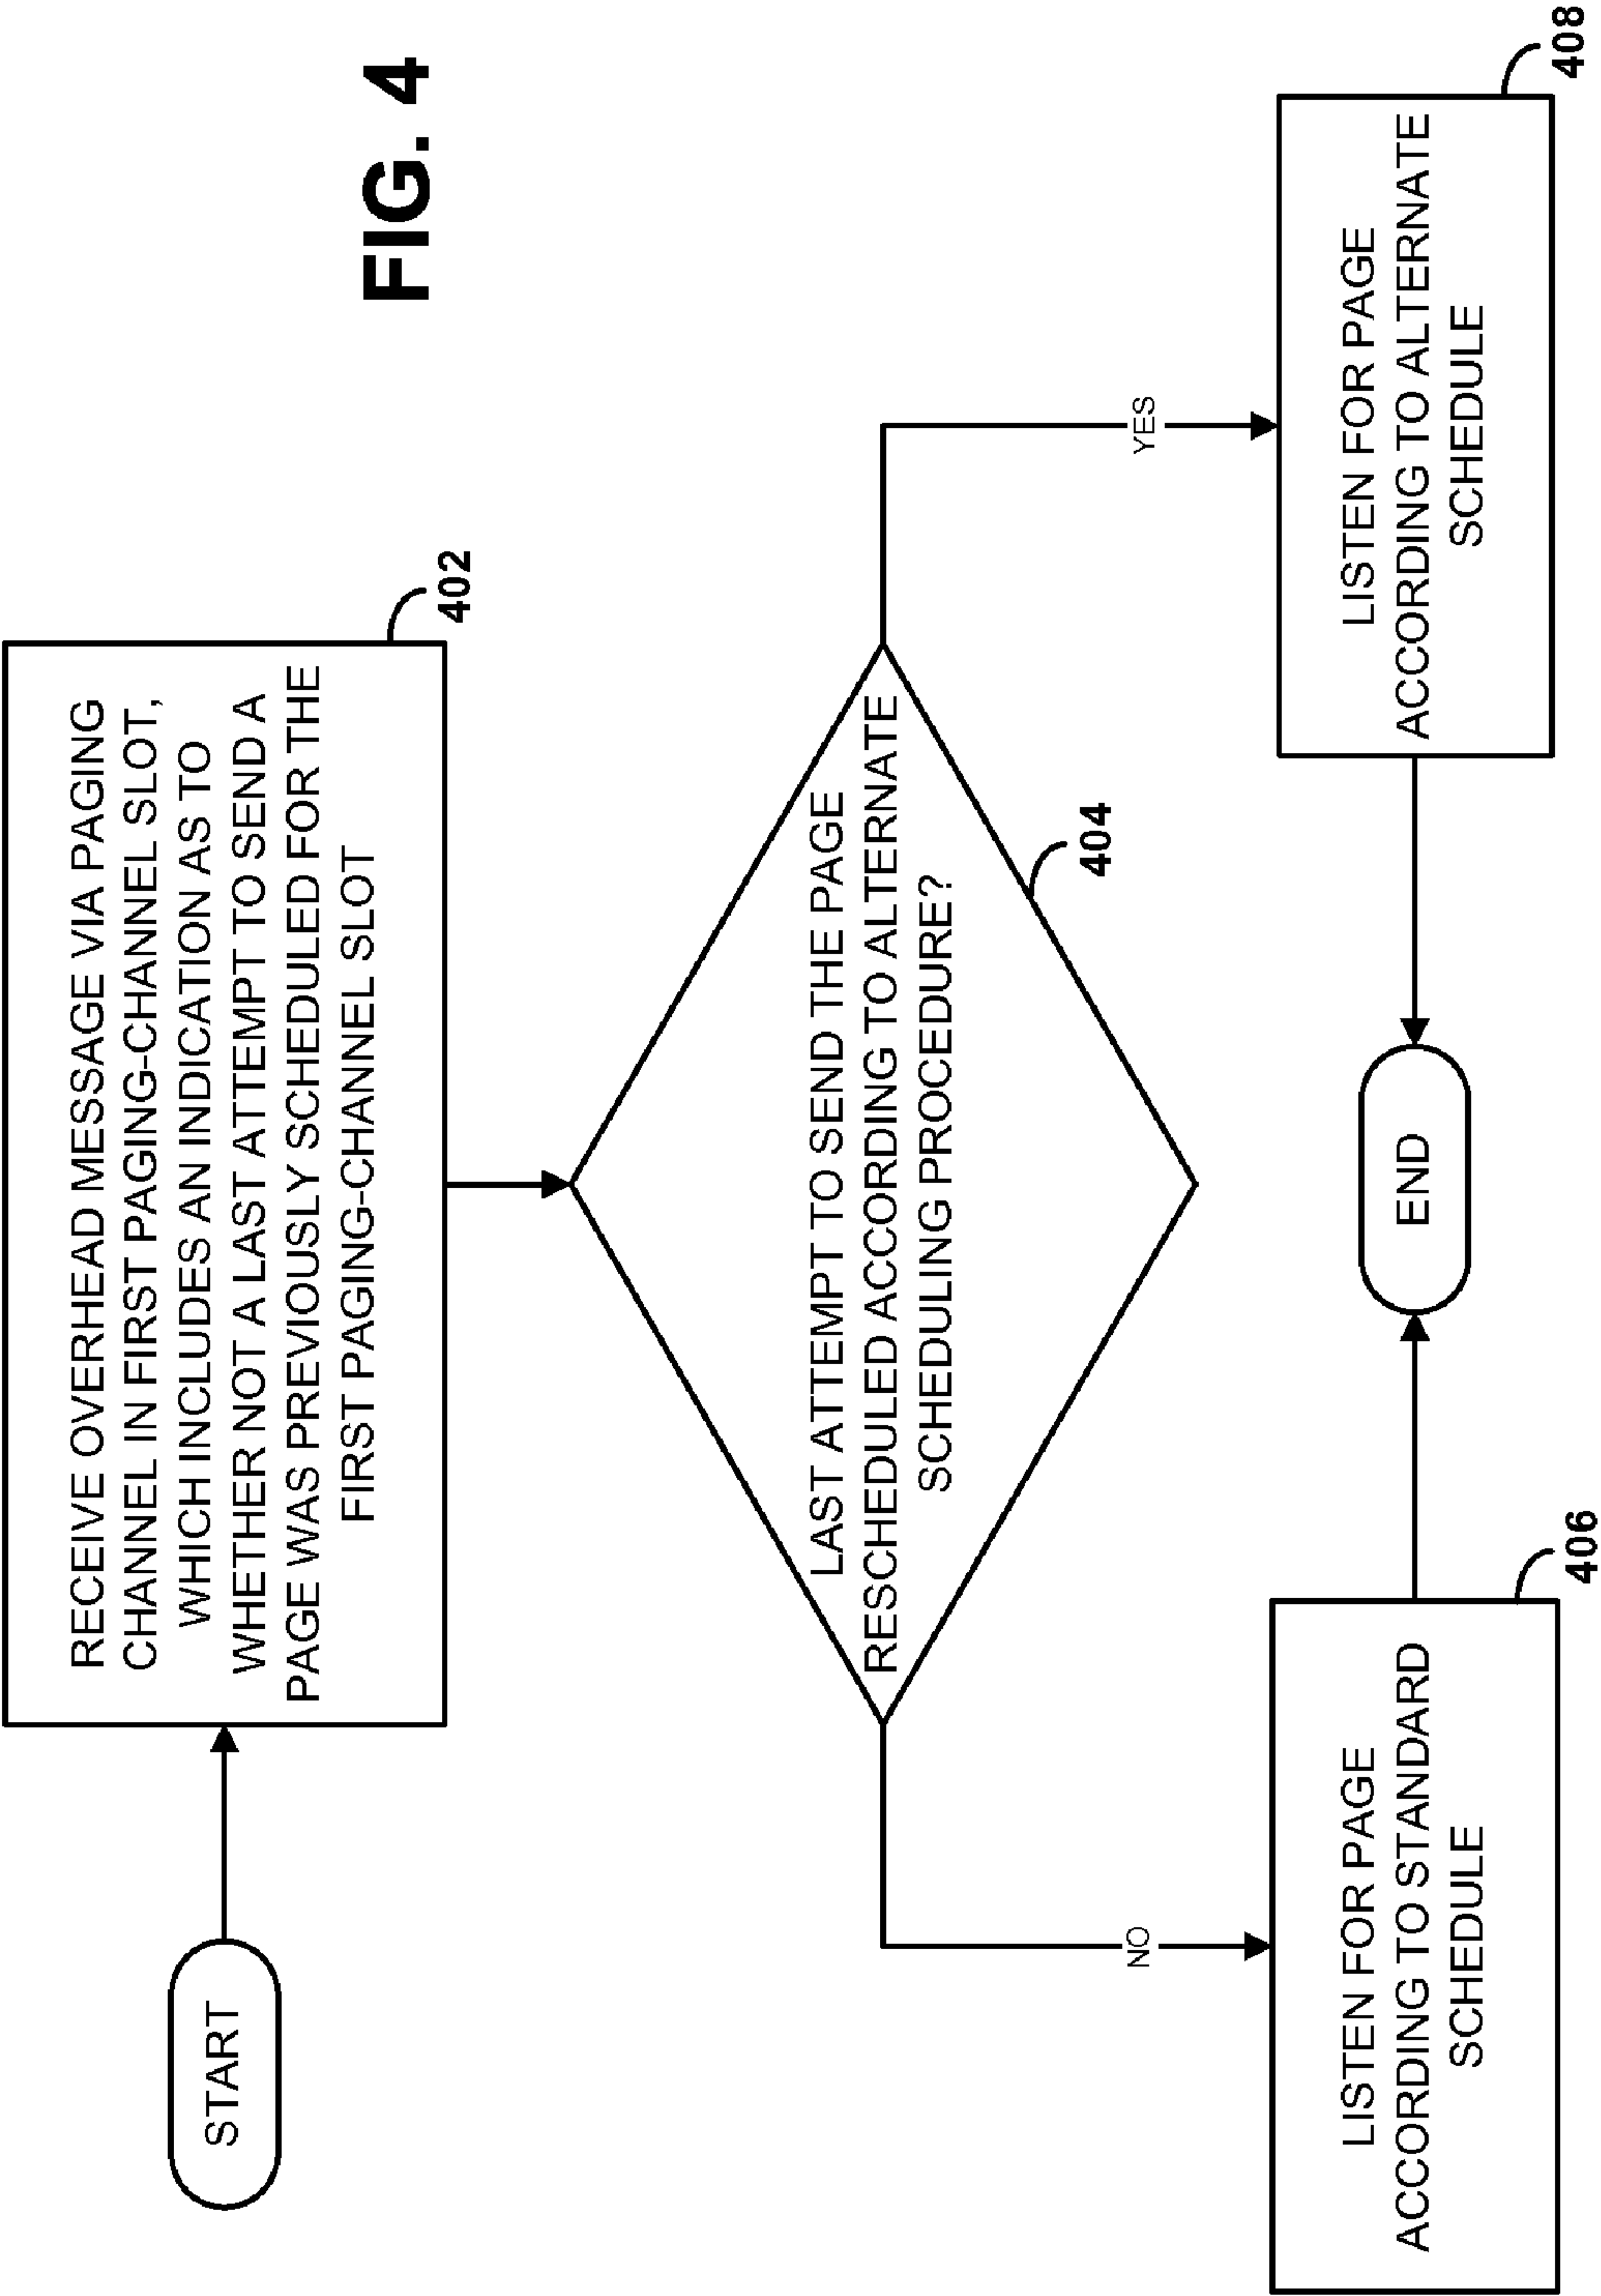 FIG. 4
START
RECEIVE OVERHEAD MESSAGE VIA PAGING
CHANNEL IN FIRST PAGING-CHANNEL SLOT,
WHICH INCLUDES AN INDICATION AS TO
WHETHER NOT A LAST ATTEMPT TO SEND A
PAGE WAS PREVIOUSLY SCHEDULED FOR THE
FIRST PAGING-CHANNEL SLOT
402
LAST ATTEMPT TO SEND THE PAGE
RESCHEDULED ACCORDING TO ALTERNATE
SCHEDULING PROCEDURE?
404
NO
YES
LISTEN FOR PAGE
ACCORDING TO STANDARD
SCHEDULE
406
END
LISTEN FOR PAGE
ACCORDING TO ALTERNATE
SCHEDULE
408